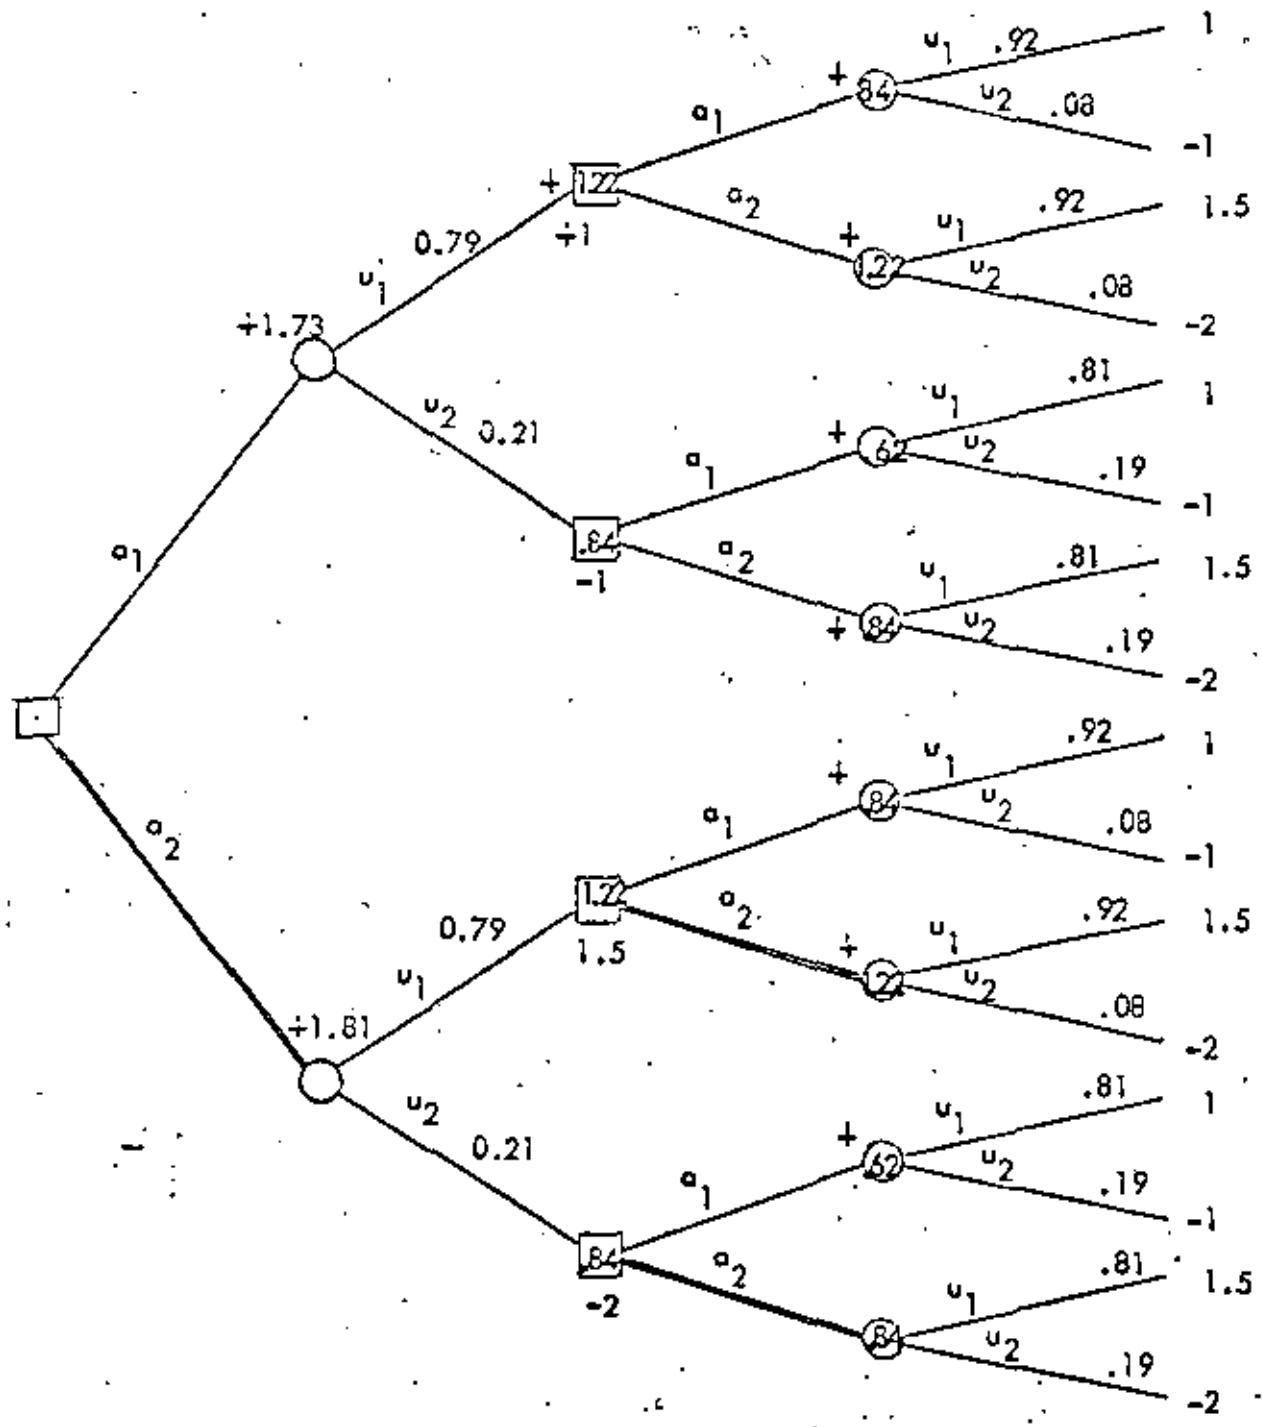 u1 .92 1
+ .84
u2 .08 -1
a1
+ 1.22
+1
a2
u1 .92 1.5
+ 1.22
u2 .08 -2
0.79
u1
+1.73
u2 0.21
u1 .81 1
+ .62
u2 .19 -1
a1
.84
-1
a2
u1 .81 1.5
+ .84
u2 .19 -2
a1
a2
u1 .92 1
+ .84
u2 .08 -1
a1
1.22
1.5
a2
u1 .92 1.5
+ 1.22
u2 .08 -2
0.79
u1
+1.81
u2 0.21
u1 .81 1
+ .62
u2 .19 -1
a1
.84
-2
a2
u1 .81 1.5
.84
u2 .19 -2